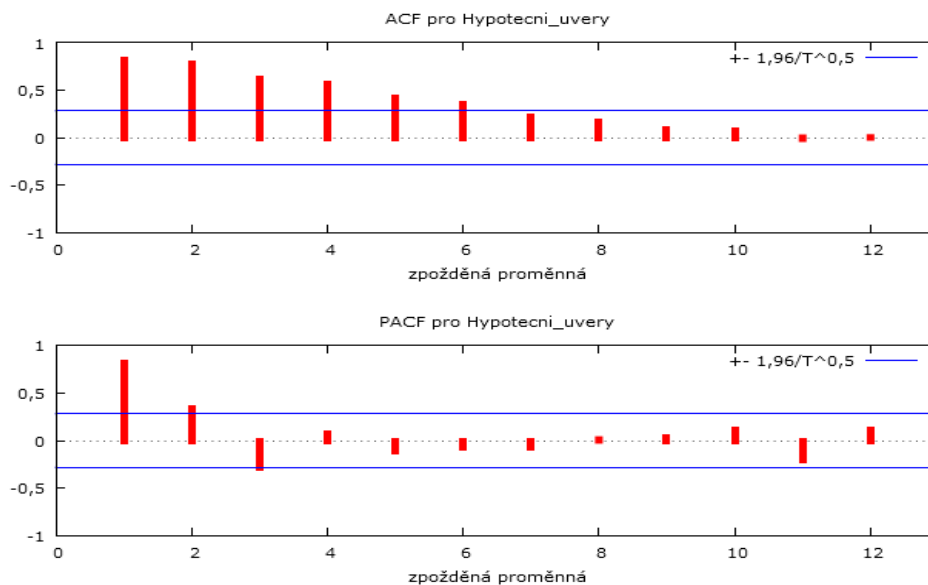 ACF pro Hypotecni_uvery
+- 1,96/T^0,5
1
0,5
0
-0,5
-1
0 2 4 6 8 10 12
zpožděná proměnná
PACF pro Hypotecni_uvery
+- 1,96/T^0,5
1
0,5
0
-0,5
-1
0 2 4 6 8 10 12
zpožděná proměnná